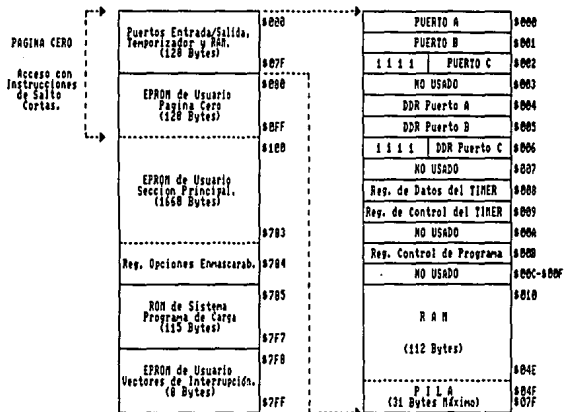 PAGINA CERO
Acceso con
Instrucciones
de Salto
Cortas.
Puertos Entrada/Salida,
Temporizador y RAM.
(128 Bytes)
$000
$07F
EPROM de Usuario
Pagina Cero
(128 Bytes)
$080
$0FF
EPROM de Usuario
Seccion Principal.
(1668 Bytes)
$100
$783
Reg. Opciones Enmascarab. $784
ROM de Sistema
Programa de Carga
(115 Bytes)
$785
$7F7
EPROM de Usuario
Vectores de Interrupción.
(8 Bytes)
$7F8
$7FF
PUERTO A $000
PUERTO B $001
1 1 1 1 PUERTO C $002
NO USADO $003
DDR Puerto A $004
DDR Puerto B $005
1 1 1 1 DDR Puerto C $006
NO USADO $007
Reg. de Datos del TIMER $008
Reg. de Control del TIMER $009
NO USADO $00A
Reg. Control de Programa $00B
NO USADO $00C-$00F
R A M
(112 Bytes)
$010
$04E
P I L A
(31 Bytes Máximo)
$04F
$07F